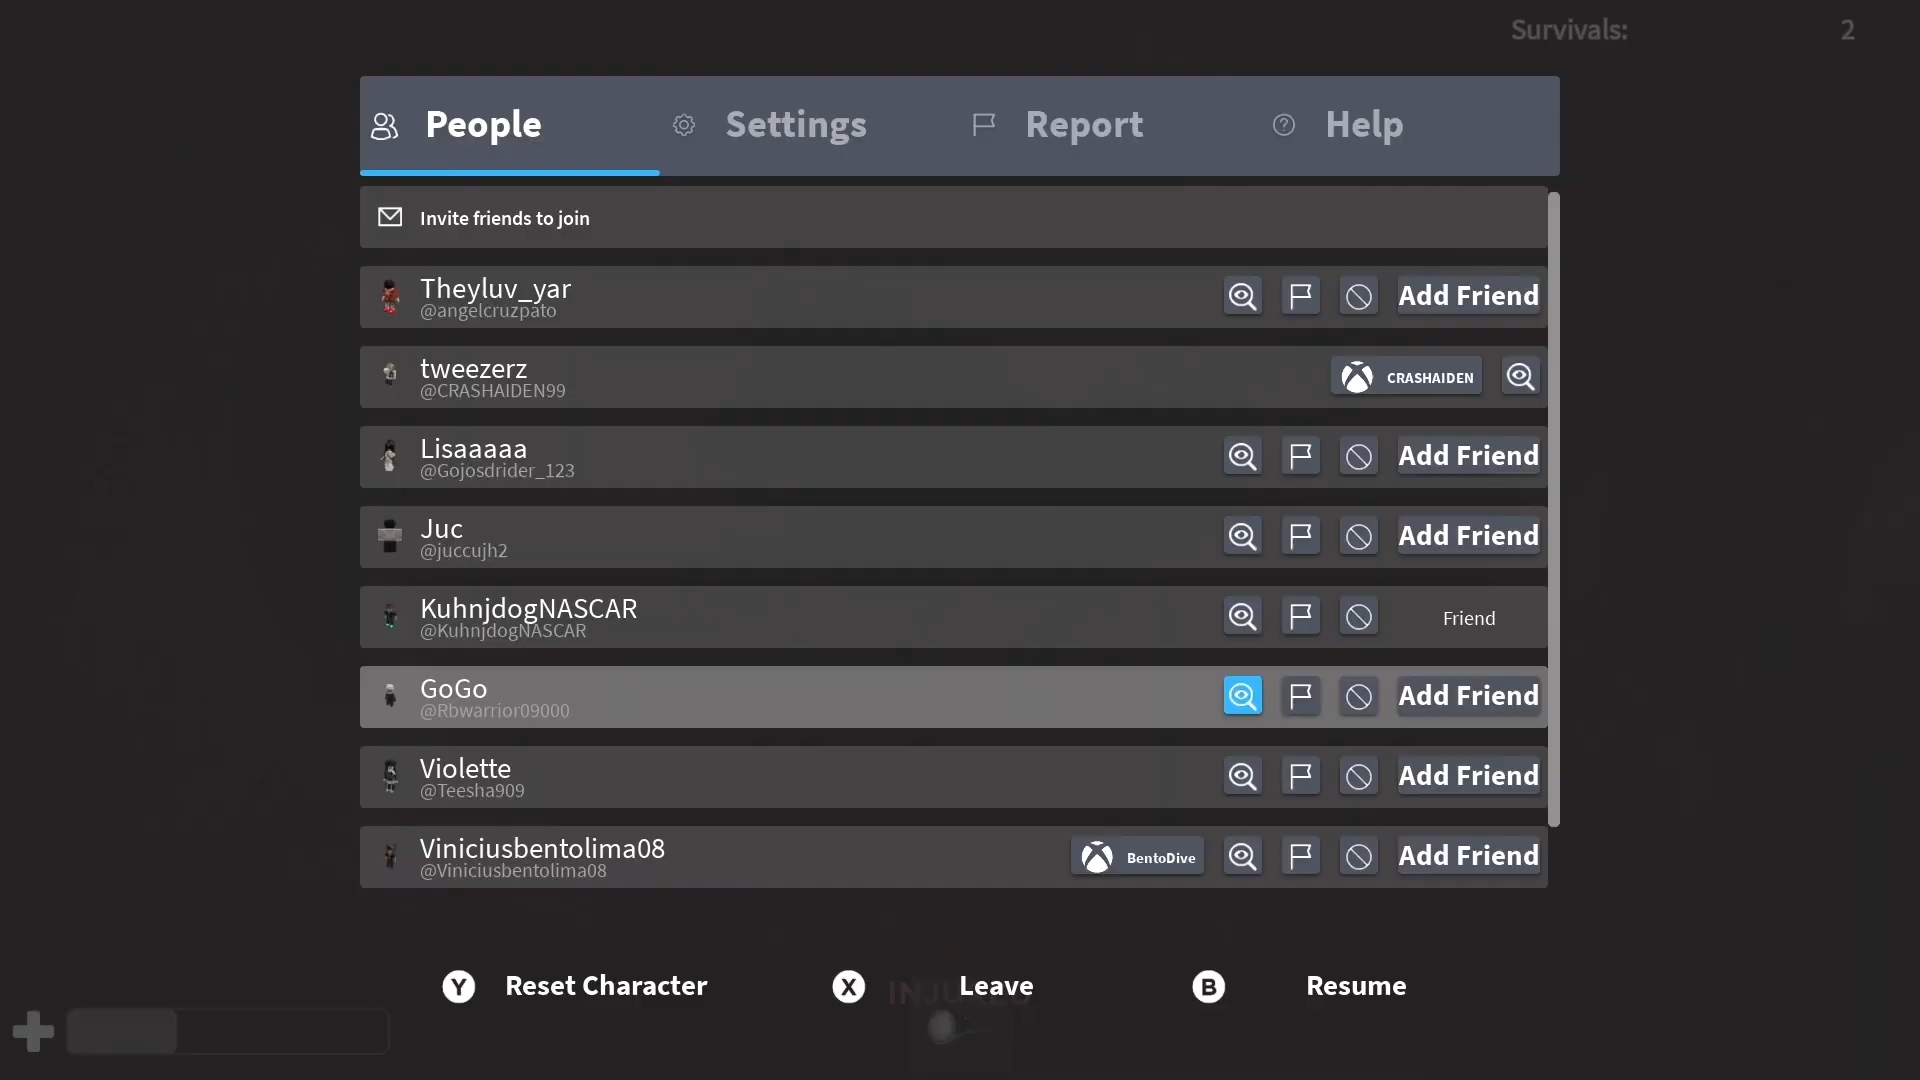 Survivals: 2
People Settings Report Help
Invite friends to join
Theyluv_yar
@angelcruzpato
Add Friend
tweezerz
@CRASHAIDEN99
CRASHAIDEN
Lisaaaaa
@Gojosdrider_123
Add Friend
Juc
@juccujh2
Add Friend
KuhnjdogNASCAR
@KuhnjdogNASCAR
Friend
GoGo
@Rbwarrior09000
Add Friend
Violette
@Teesha909
Add Friend
Viniciusbentolima08
@Viniciusbentolima08
BentoDive
Add Friend
Y Reset Character X Leave B Resume